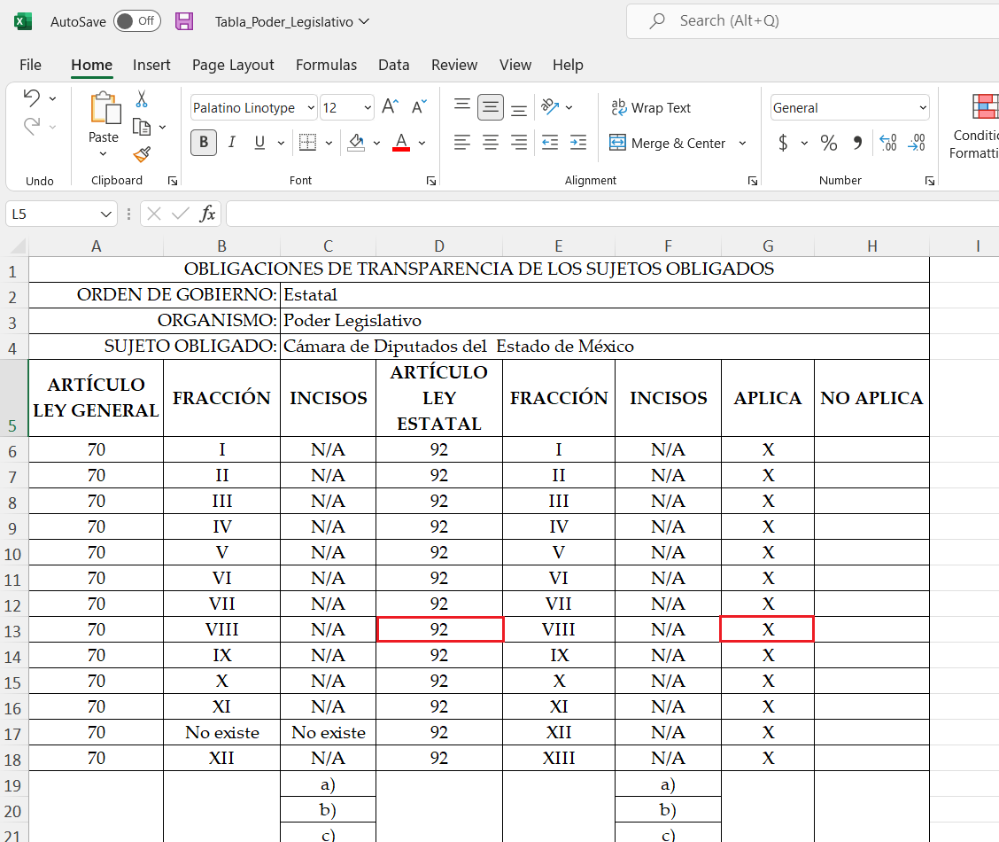 AutoSave Off Tabla_Poder_Legislativo Search (Alt+Q)
File Home Insert Page Layout Formulas Data Review View Help
Palatino Linotype 12 ab Wrap Text General
Paste B I U A Merge & Center $ % Conditio
Formatti
Undo Clipboard Font Alignment Number
L5 fx
A B C D E F G H I
1 OBLIGACIONES DE TRANSPARENCIA DE LOS SUJETOS OBLIGADOS
2 ORDEN DE GOBIERNO: Estatal
3 ORGANISMO: Poder Legislativo
4 SUJETO OBLIGADO: Cámara de Diputados del Estado de México
5 ARTÍCULO LEY GENERAL FRACCIÓN INCISOS ARTÍCULO LEY ESTATAL FRACCIÓN INCISOS APLICA NO APLICA
6 70 I N/A 92 I N/A X
7 70 II N/A 92 II N/A X
8 70 III N/A 92 III N/A X
9 70 IV N/A 92 IV N/A X
10 70 V N/A 92 V N/A X
11 70 VI N/A 92 VI N/A X
12 70 VII N/A 92 VII N/A X
13 70 VIII N/A 92 VIII N/A X
14 70 IX N/A 92 IX N/A X
15 70 X N/A 92 X N/A X
16 70 XI N/A 92 XI N/A X
17 70 No existe No existe 92 XII N/A X
18 70 XII N/A 92 XIII N/A X
19 a) a)
20 b) b)
21 c) c)